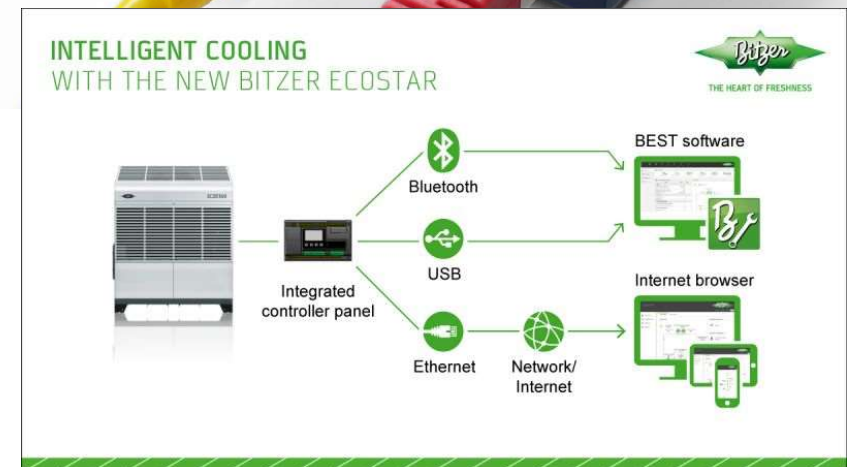 INTELLIGENT COOLING
WITH THE NEW BITZER ECOSTAR
Bitzer
THE HEART OF FRESHNESS
BEST software
Bluetooth
USB
Integrated
controller panel
Internet browser
Ethernet
Network/
Internet